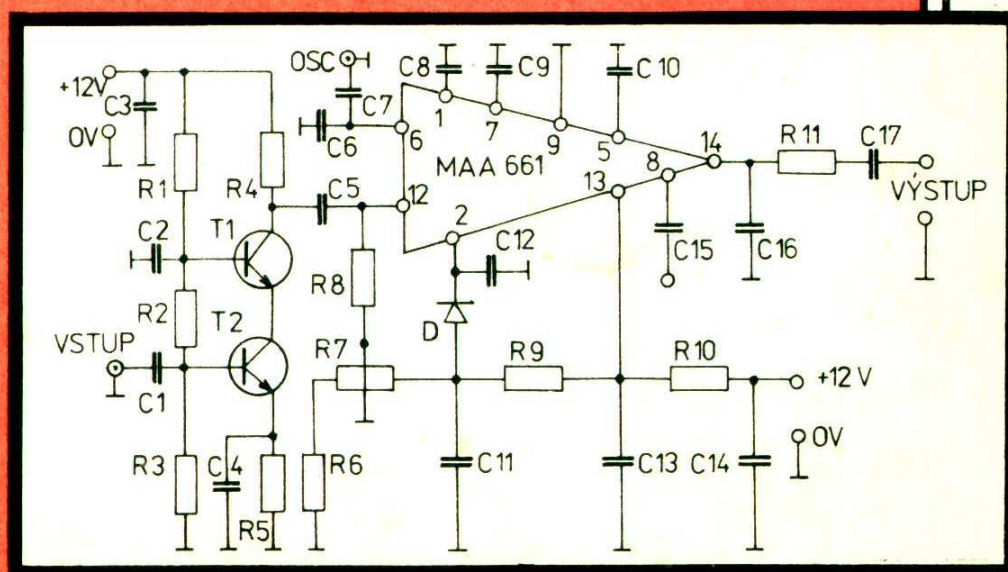 OSC
C8
C9
C10
+12V
C3
C7
1
7
9
5
0V
C6
6
MAA 661
8
14
R11
C17
R1
R4
C5
12
13
VÝSTUP
C2
T1
2
C12
C15
C16
R8
R2
T2
D
VSTUP
R7
R9
R10
+12 V
C1
0V
R3
C4
R5
R6
C11
C13
C14